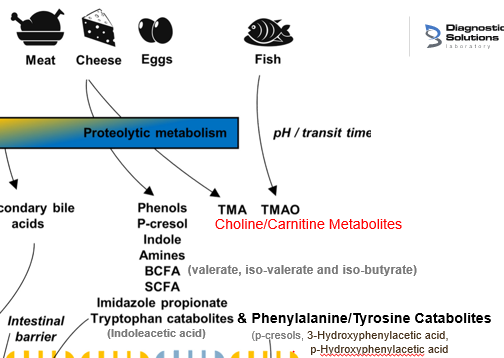 Diagnostic
Solutions
laboratory
Meat Cheese Eggs Fish
Proteolytic metabolism pH / transit time
condary bile
acids
Phenols
P-cresol
Indole
Amines
BCFA (valerate, iso-valerate and iso-butyrate)
SCFA
Imidazole propionate
Tryptophan catabolites & Phenylalanine/Tyrosine Catabolites
(Indoleacetic acid)
TMA TMAO
Choline/Carnitine Metabolites
(p-cresols, 3-Hydroxyphenylacetic acid,
p-Hydroxyphenylacetic acid
Intestinal
barrier